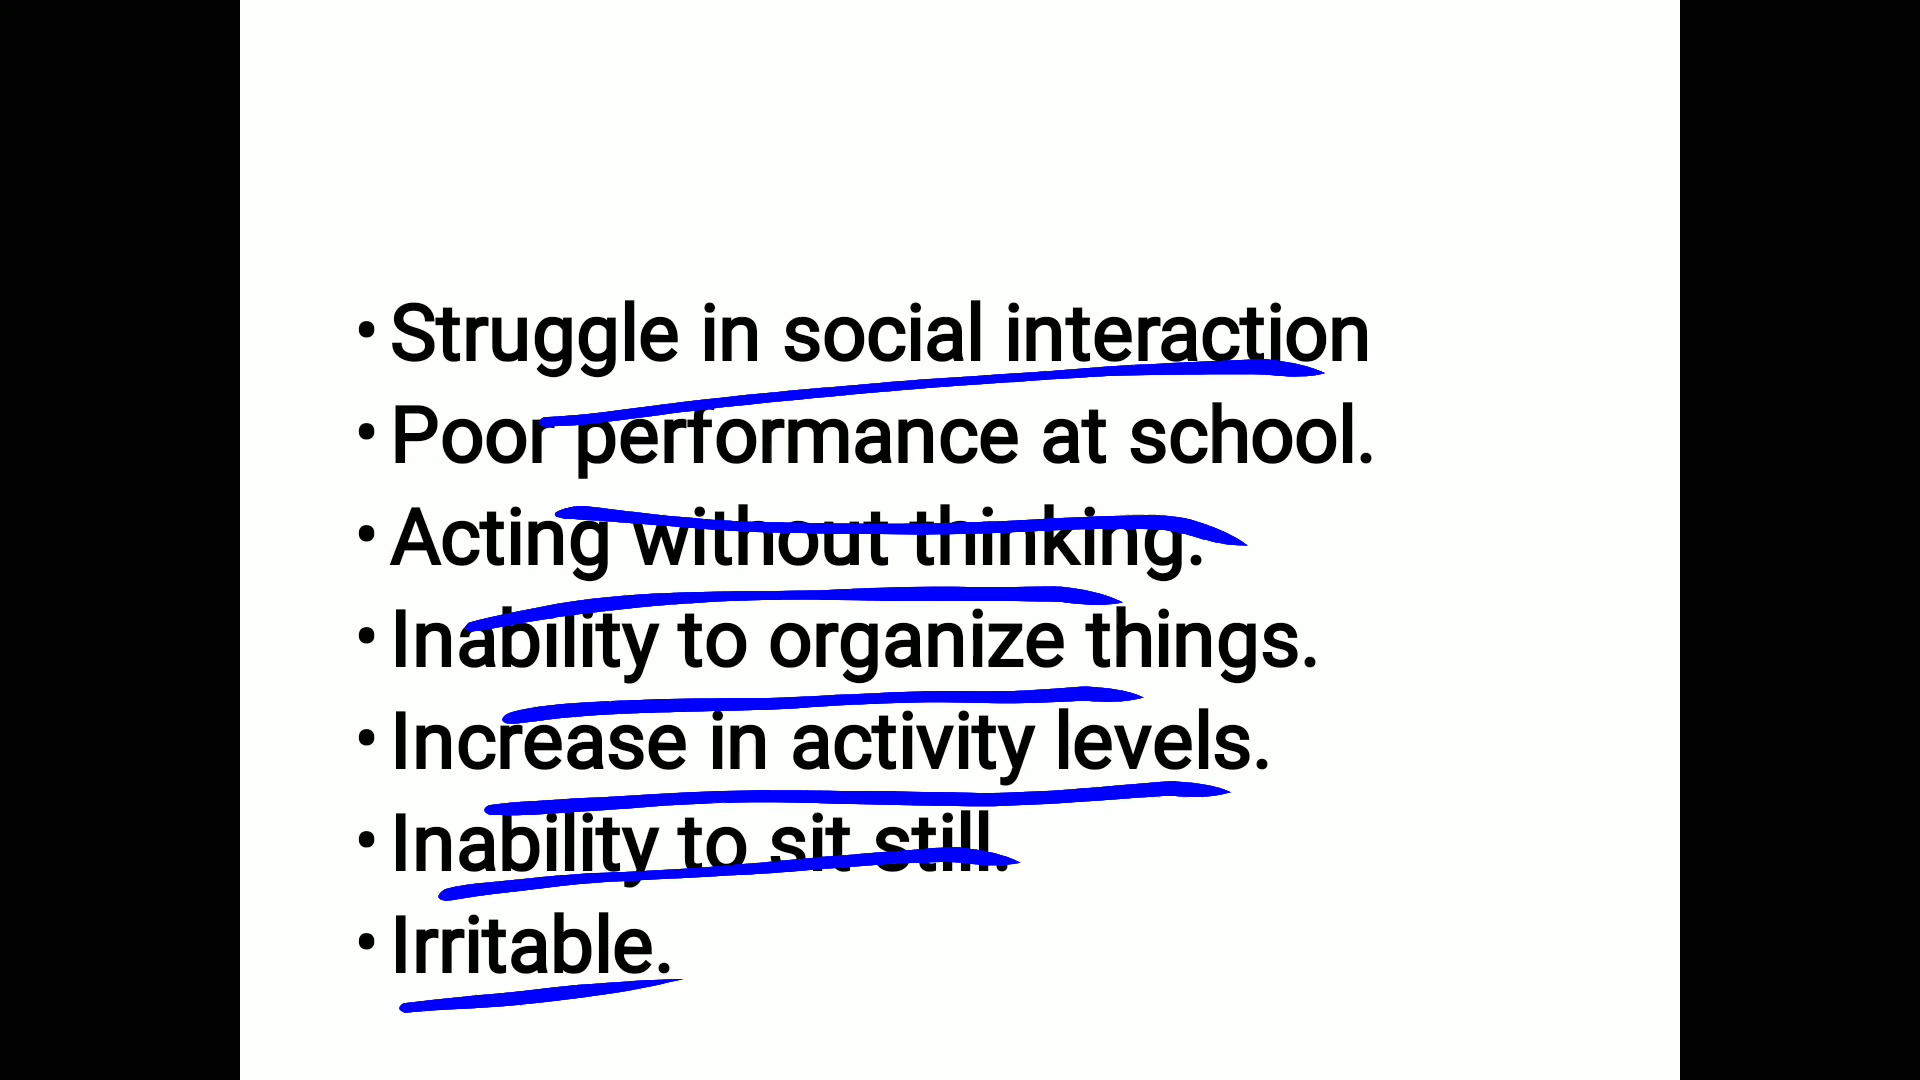 • Struggle in social interaction
• Poor performance at school.
• Acting without thinking.
• Inability to organize things.
• Increase in activity levels.
• Inability to sit still.
• Irritable.